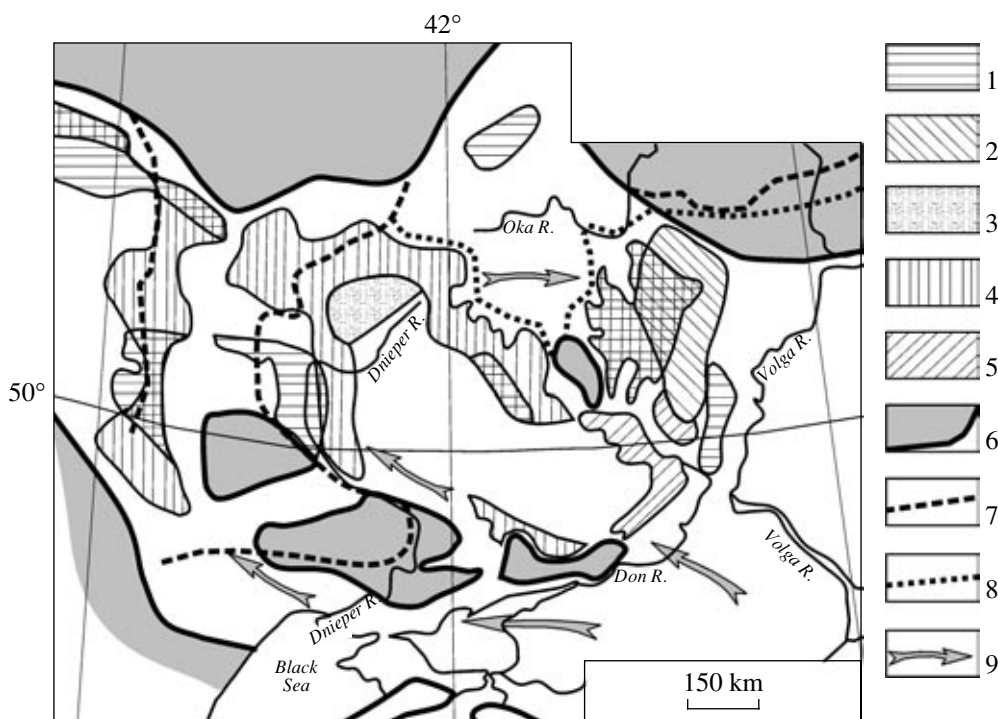 42°
1
2
3
4
5
6
7
8
9
Oka R.
Dnieper R.
Volga R.
50°
Volga R.
Don R.
Dnieper R.
Black
Sea
150 km